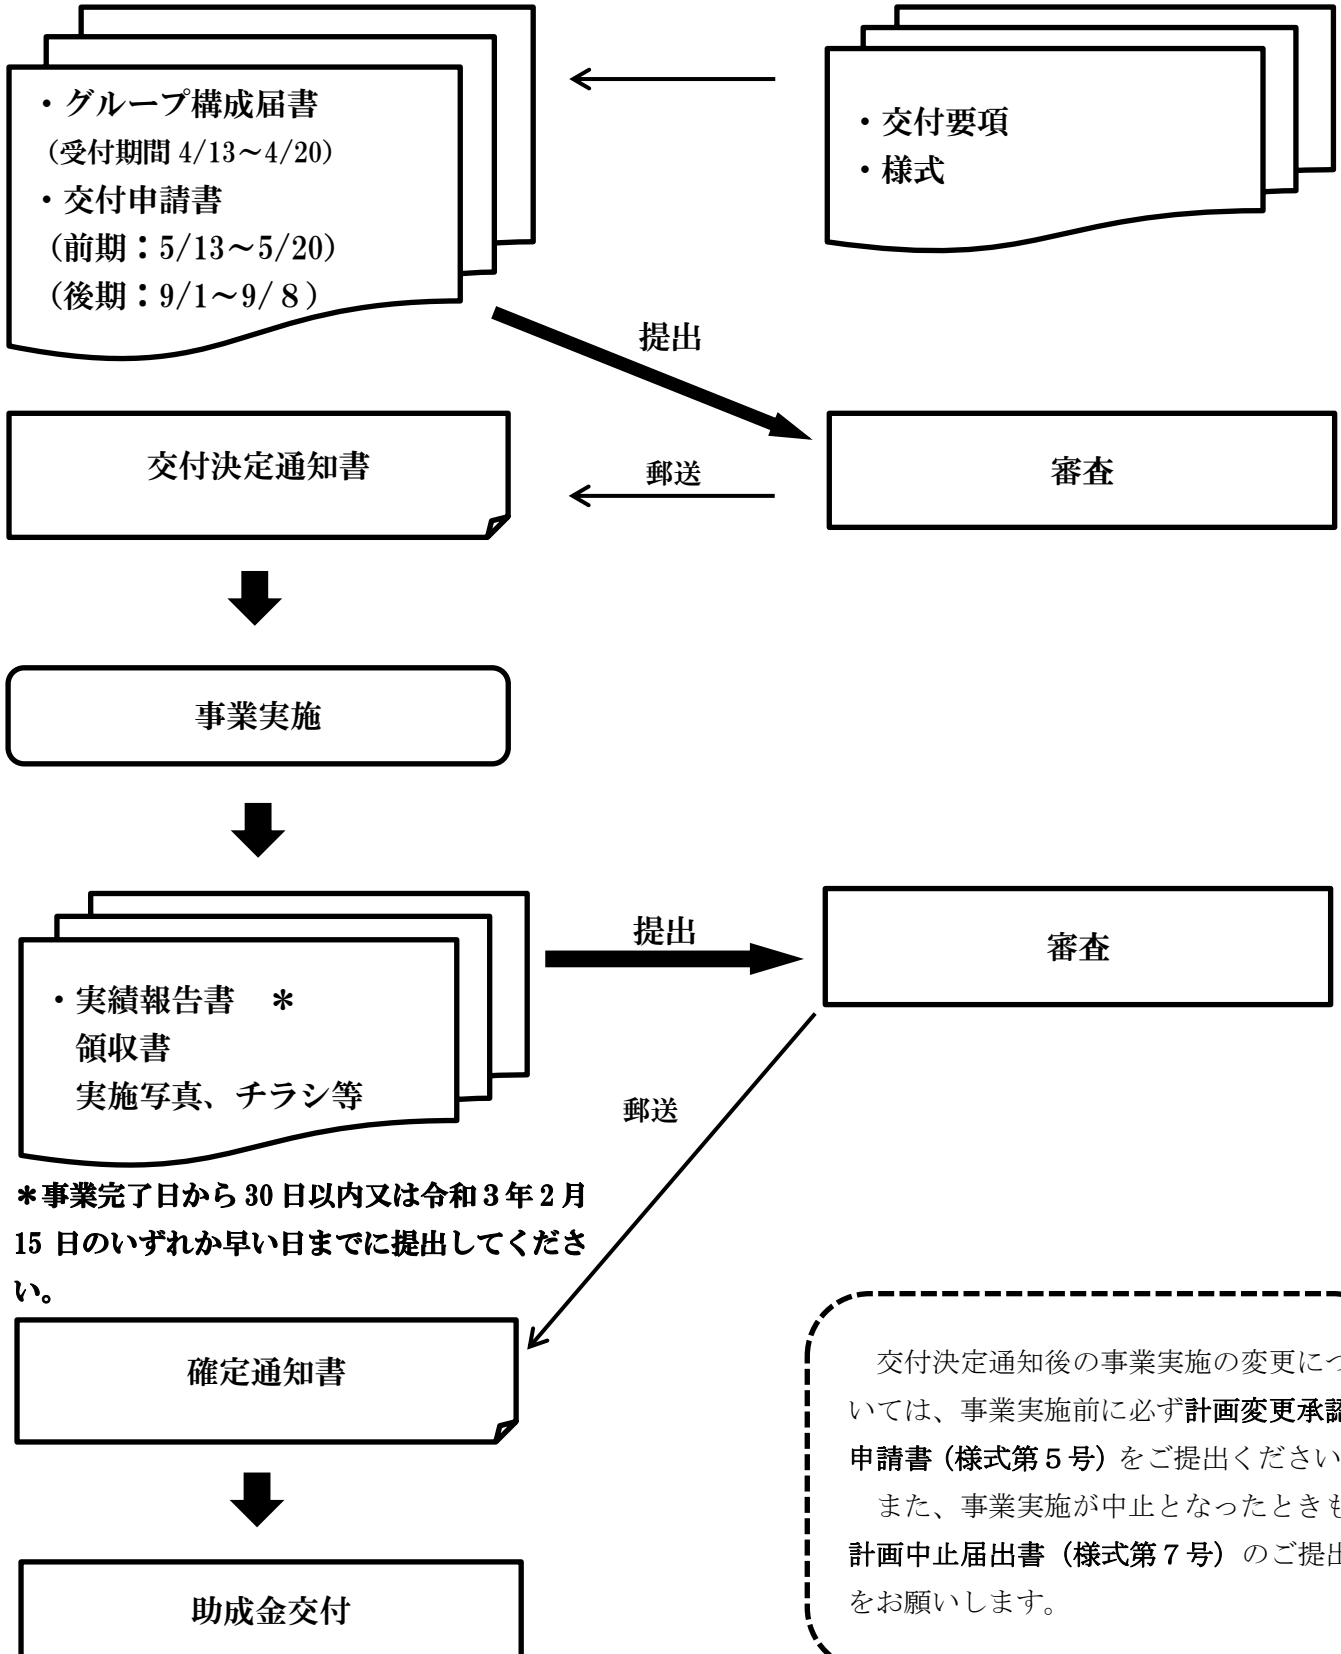 ・グループ構成届書
（受付期間 4/13～4/20）
・交付申請書
（前期：5/13～5/20）
（後期：9/1～9/８）
・交付要項
・様式
提出
交付決定通知書
郵送
審査
事業実施
提出
審査
・実績報告書　＊
領収書
実施写真、チラシ等
郵送
＊事業完了日から 30 日以内又は令和３年２月
15 日のいずれか早い日までに提出してくださ
い。
確定通知書
交付決定通知後の事業実施の変更につ
いては、事業実施前に必ず計画変更承認
申請書（様式第５号）をご提出ください
また、事業実施が中止となったときも
計画中止届出書（様式第７号）のご提出
をお願いします。
助成金交付